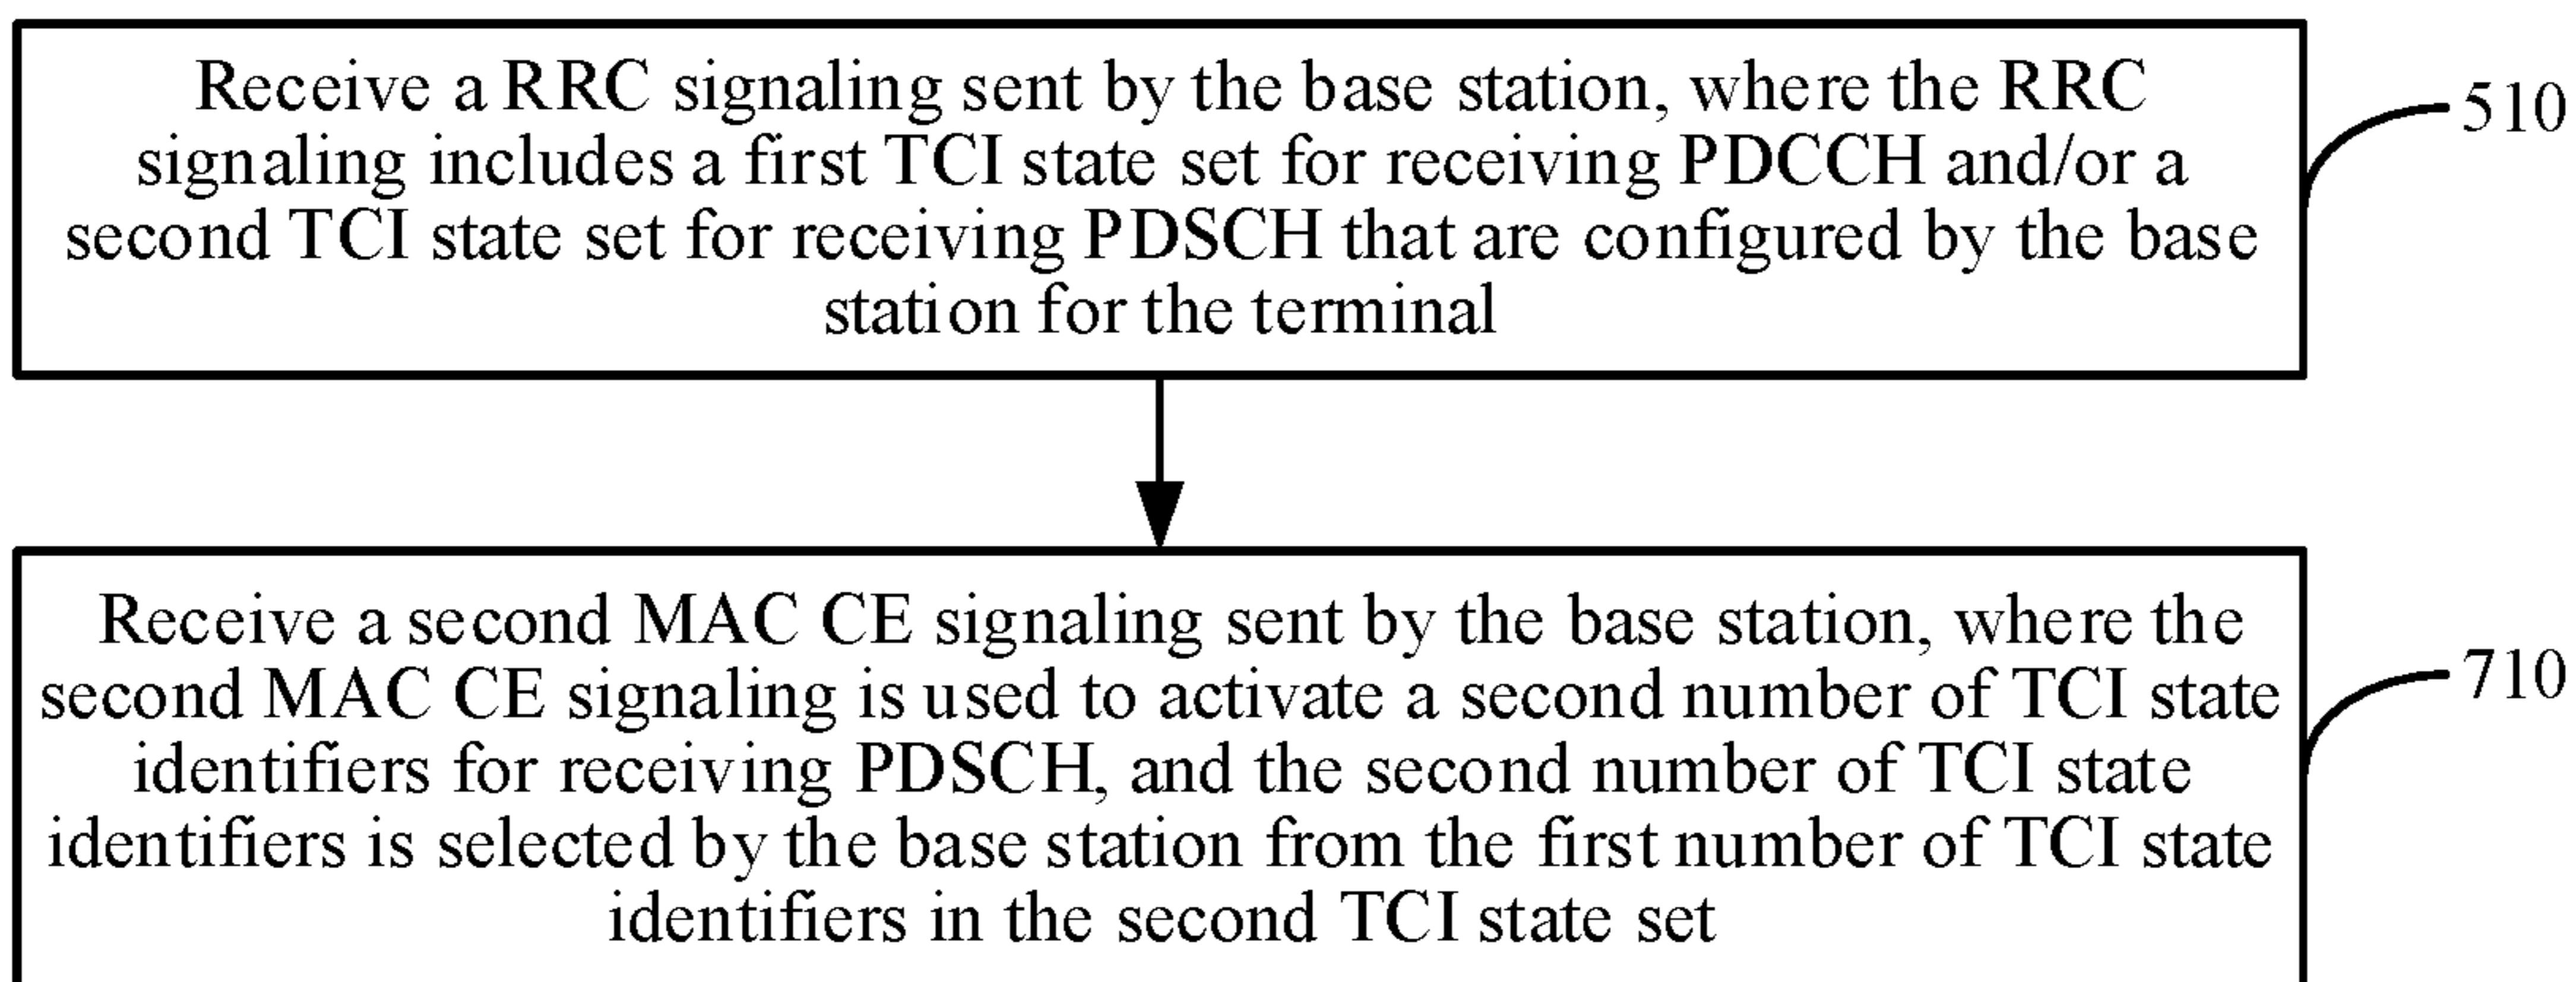 Receive a RRC signaling sent by the base station, where the RRC
signaling includes a first TCI state set for receiving PDCCH and/or a
second TCI state set for receiving PDSCH that are configured by the base
station for the terminal
510
Receive a second MAC CE signaling sent by the base station, where the
second MAC CE signaling is used to activate a second number of TCI state
identifiers for receiving PDSCH, and the second number of TCI state
identifiers is selected by the base station from the first number of TCI state
identifiers in the second TCI state set
710